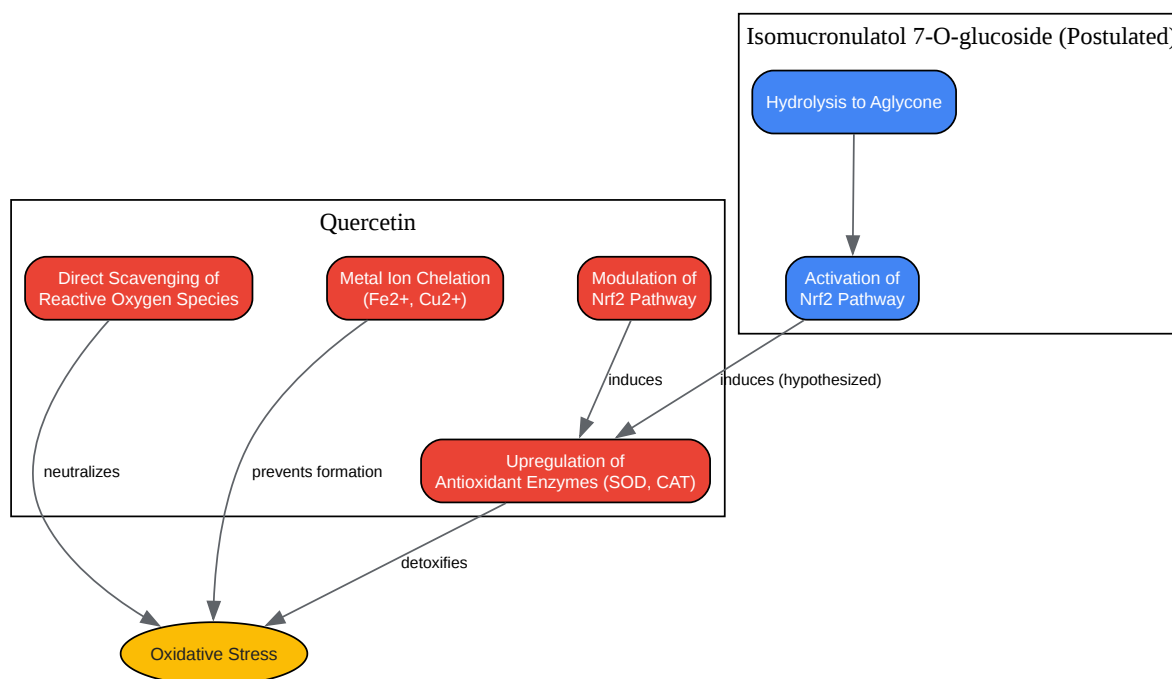 Isomucronulatol 7-O-glucoside (Postulated)
Hydrolysis to Aglycone
Quercetin
Direct Scavenging of
Reactive Oxygen Species
Metal Ion Chelation
(Fe2+, Cu2+)
Modulation of
Nrf2 Pathway
Activation of
Nrf2 Pathway
induces
induces (hypothesized)
neutralizes
prevents formation
Upregulation of
Antioxidant Enzymes (SOD, CAT)
detoxifies
Oxidative Stress